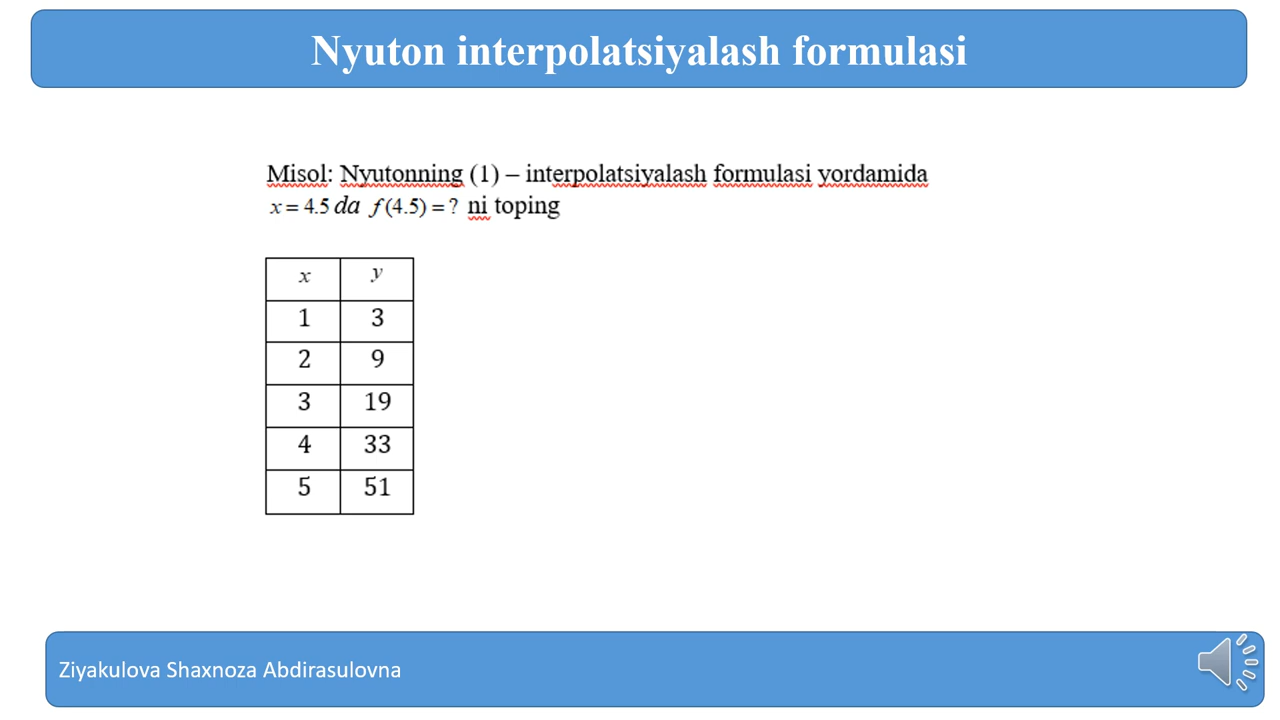 Nyuton interpolatsiyalash formulasi
Misol: Nyutonning (1) – interpolatsiyalash formulasi yordamida
x = 4.5 da f(4.5) = ? ni toping
x y
1 3
2 9
3 19
4 33
5 51
Ziyakulova Shaxnoza Abdirasulovna